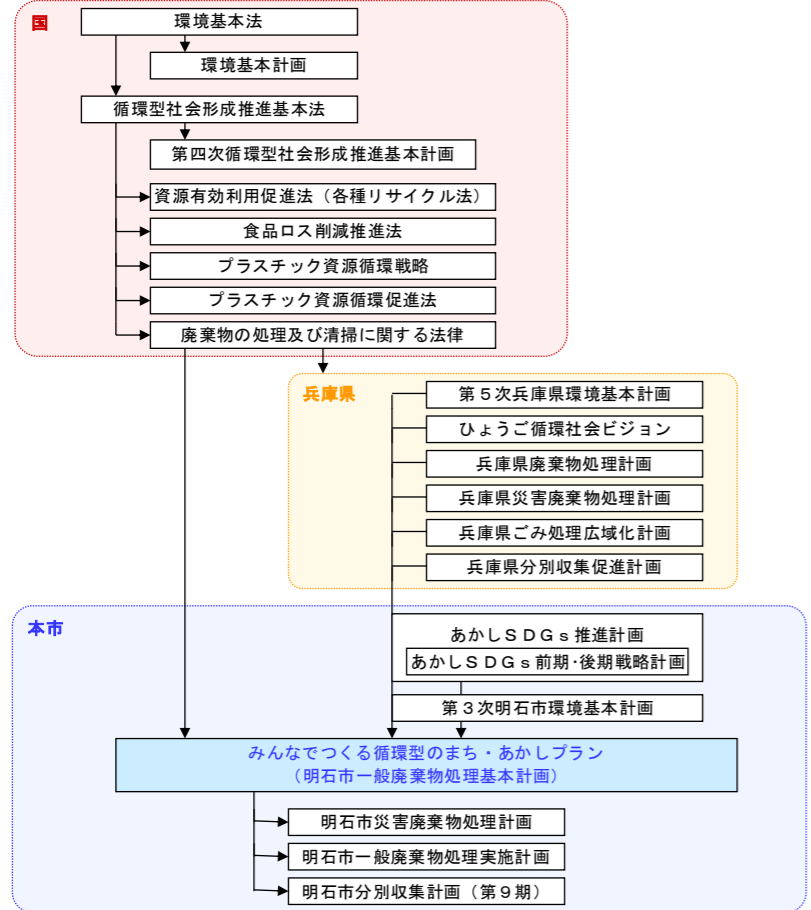 国
環境基本法
環境基本計画
循環型社会形成推進基本法
第四次循環型社会形成推進基本計画
資源有効利用促進法（各種リサイクル法）
食品ロス削減推進法
プラスチック資源循環戦略
プラスチック資源循環促進法
廃棄物の処理及び清掃に関する法律
兵庫県
第５次兵庫県環境基本計画
ひょうご循環社会ビジョン
兵庫県廃棄物処理計画
兵庫県災害廃棄物処理計画
兵庫県ごみ処理広域化計画
兵庫県分別収集促進計画
本市
あかしＳＤＧｓ推進計画
あかしＳＤＧｓ前期･後期戦略計画
第３次明石市環境基本計画
みんなでつくる循環型のまち・あかしプラン
（明石市一般廃棄物処理基本計画）
明石市災害廃棄物処理計画
明石市一般廃棄物処理実施計画
明石市分別収集計画（第９期）